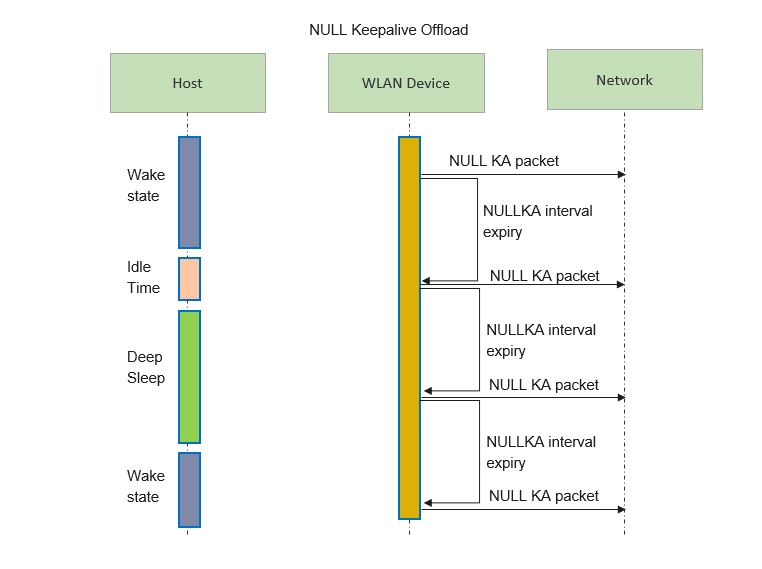 NULL Keepalive Offload
Host
WLAN Device
Network
Wake
state
NULL KA packet
NULLKA interval
expiry
Idle
Time
NULL KA packet
NULLKA interval
expiry
Deep
Sleep
NULL KA packet
NULLKA interval
expiry
Wake
state
NULL KA packet